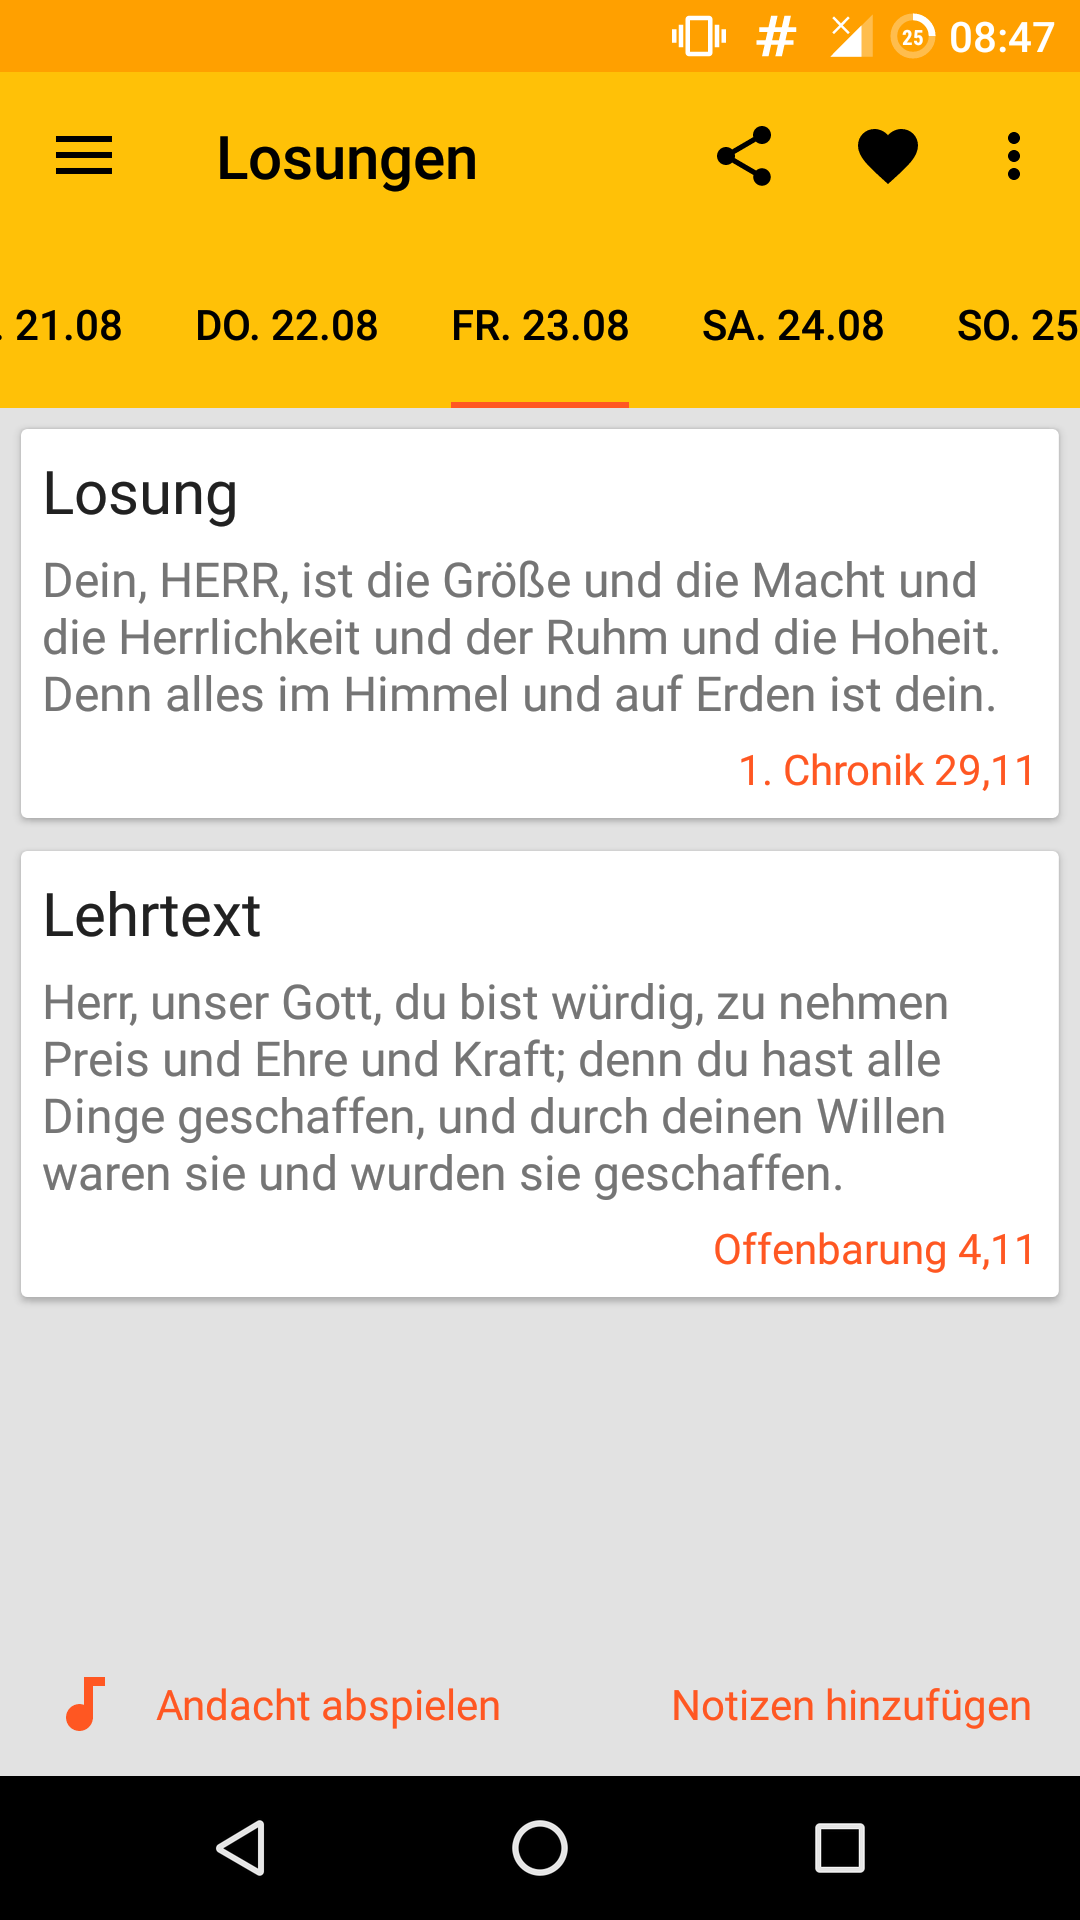 # 25 08:47
Losungen
. 21.08 DO. 22.08 FR. 23.08 SA. 24.08 SO. 25
Losung
Dein, HERR, ist die Größe und die Macht und
die Herrlichkeit und der Ruhm und die Hoheit.
Denn alles im Himmel und auf Erden ist dein.
1. Chronik 29,11
Lehrtext
Herr, unser Gott, du bist würdig, zu nehmen
Preis und Ehre und Kraft; denn du hast alle
Dinge geschaffen, und durch deinen Willen
waren sie und wurden sie geschaffen.
Offenbarung 4,11
Andacht abspielen Notizen hinzufügen